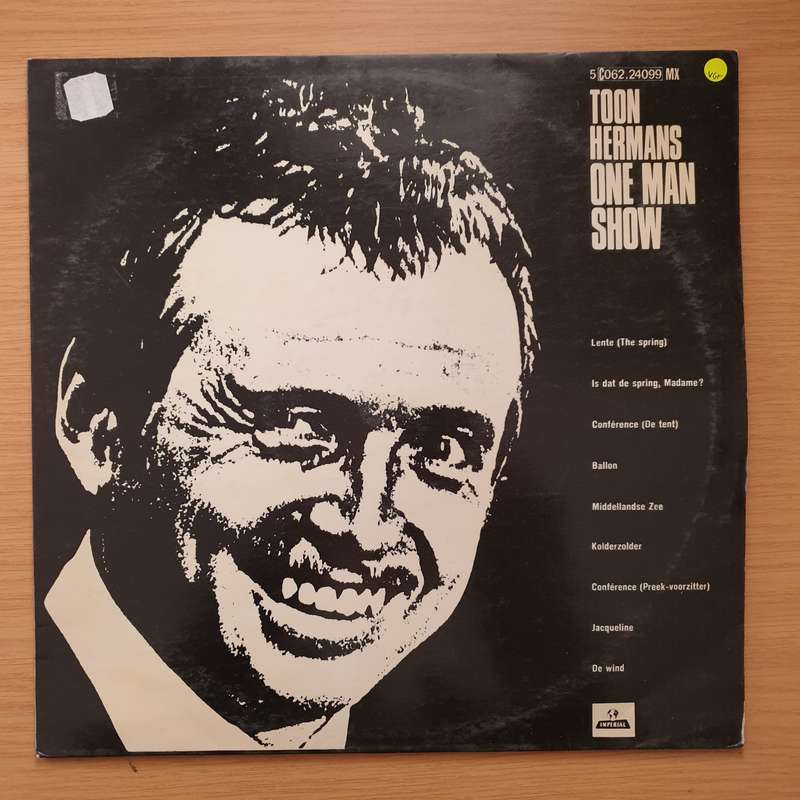 5C062.24099 MX
VG+
TOON
HERMANS
ONE MAN
SHOW
Lente (The spring)
Is dat de spring, Madame?
Conférence (De tent)
Ballon
Middellandse Zee
Kolderzolder
Conférence (Preek-voorzitter)
Jacqueline
De wind
IMPERIAL